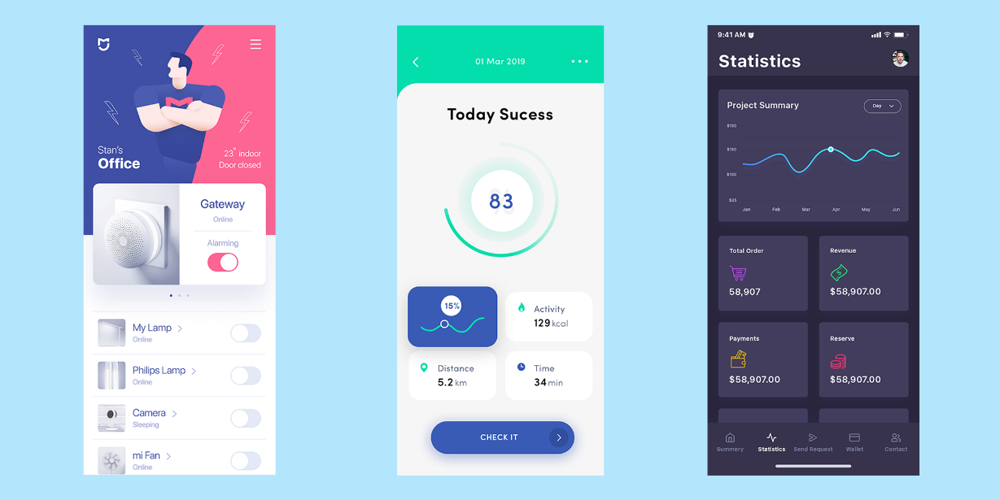 Stan's
Office
23° indoor
Door closed
Gateway
Online
Alarming
My Lamp
Online
Philips Lamp
Online
Camera
Sleeping
mi Fan
Online
01 Mar 2019
Today Sucess
83
15%
Activity
129 kcal
Distance
5.2 km
Time
34 min
CHECK IT
9:41 AM
Statistics
Project Summary
Day
$150
$150
$100
$25
Jan Feb Mar Apr May Jun
Total Order
58,907
Revenue
$58,907.00
Payments
$58,907.00
Reserve
$58,907.00
Summery Statistics Send Request Wallet Contact